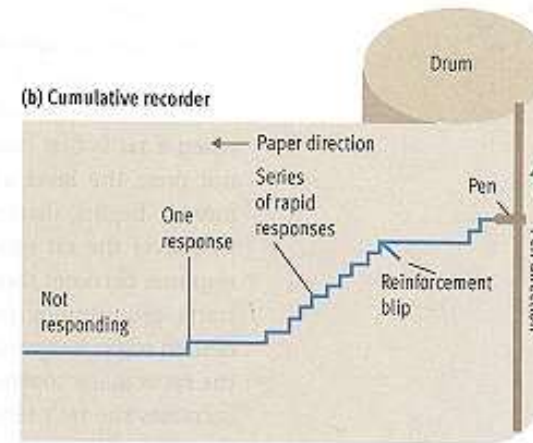 (b) Cumulative recorder
Drum
Paper direction
Series
of rapid
responses
Pen
One
response
Reinforcement
blip
Not
responding